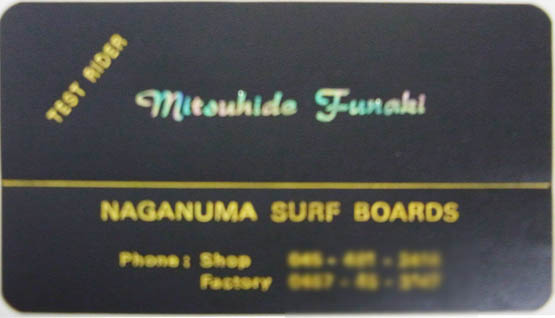 TEST RIDER
Mitsuhide Funaki
NAGANUMA SURF BOARDS
Phone: Shop
Factory